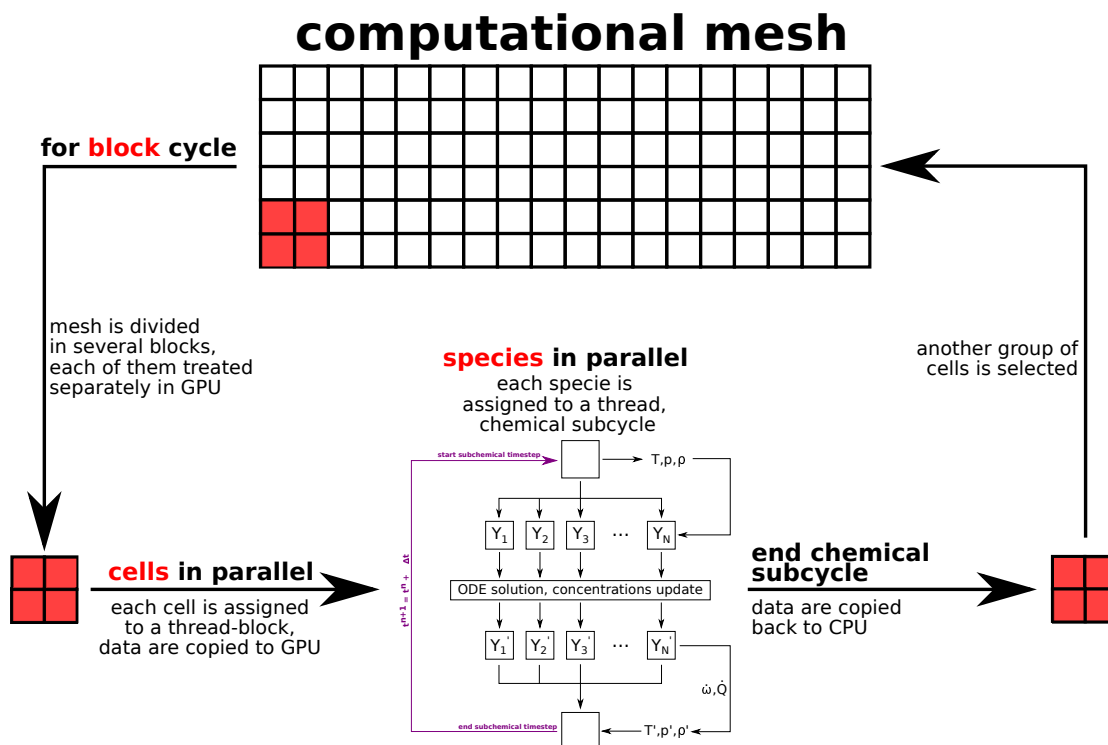 computational mesh
for block cycle
mesh is divided
in several blocks,
each of them treated
separately in GPU
another group of
cells is selected
species in parallel
each specie is
assigned to a thread,
chemical subcycle
start subchemical timestep
T,p,ρ
Y1 Y2 Y3 ... YN
tn+1 = tn + Δt
cells in parallel
each cell is assigned
to a thread-block,
data are copied to GPU
ODE solution, concentrations update
end chemical
subcycle
data are copied
back to CPU
Y1' Y2' Y3' ... YN'
ω̇,Q̇
end subchemical timestep
T',p',ρ'